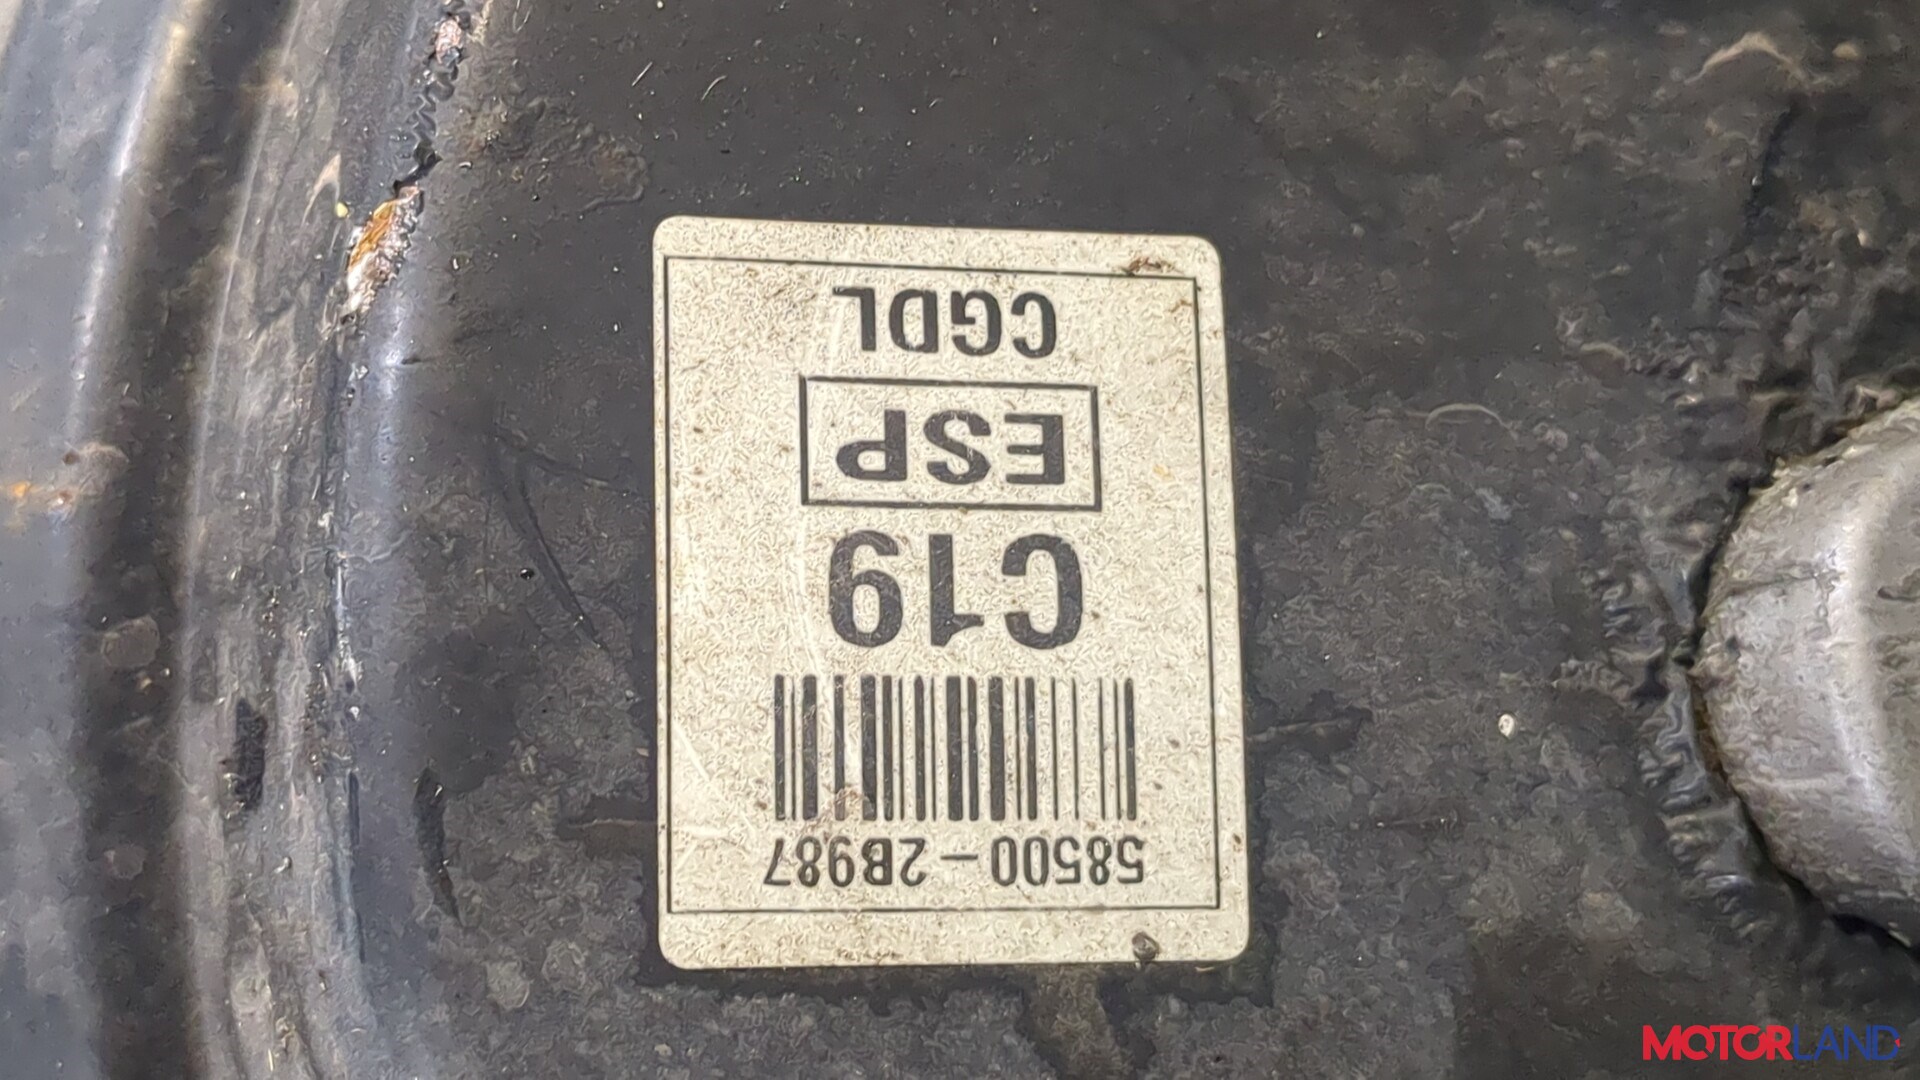 58500-2B987
C19
ESP
CGDL
MOTORLAND